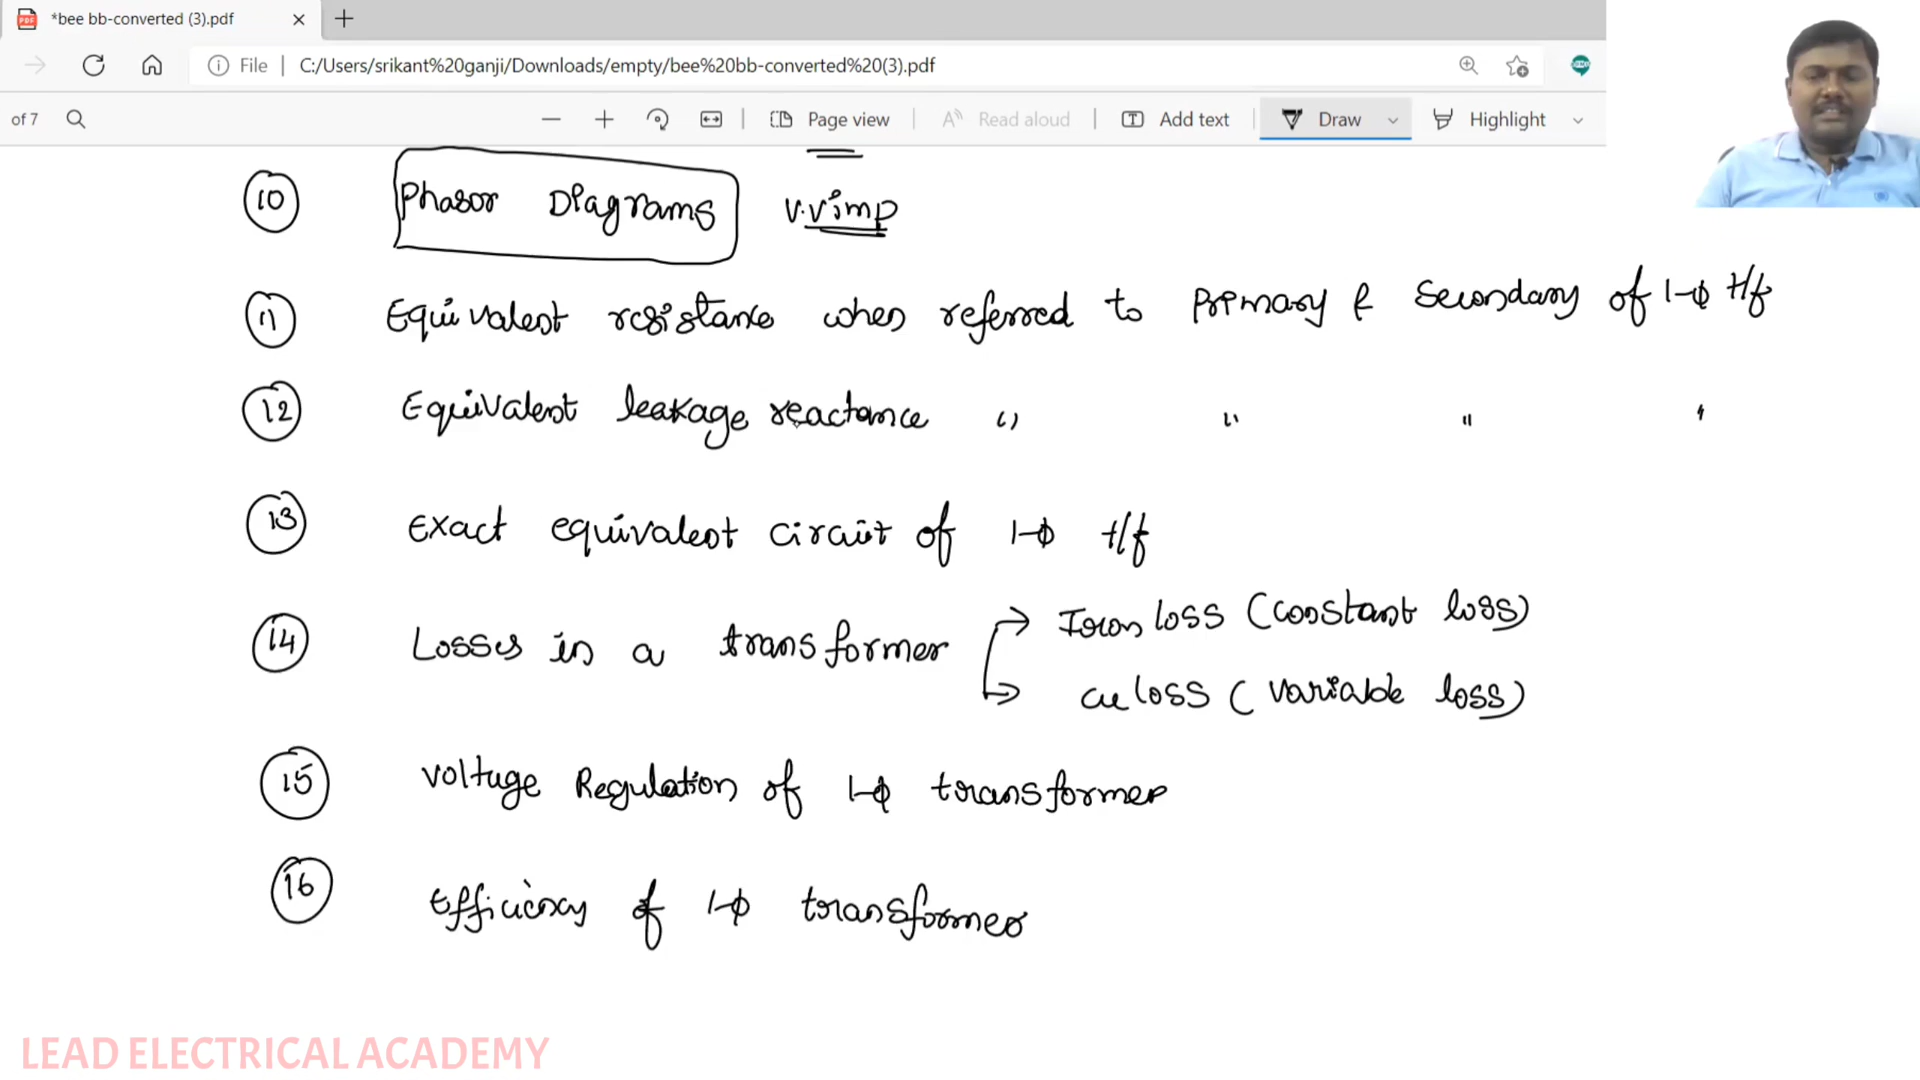 *bee bb-converted (3).pdf
File C:/Users/srikant%20ganji/Downloads/empty/bee%20bb-converted%20(3).pdf
of 7 Page view Read aloud Add text Draw Highlight
10 Phasor Diagrams V.V imp
11 Equivalent resistance when referred to Primary & Secondary of 1-ϕ t/f
12 Equivalent leakage reactance " " " "
13 Exact equivalent circuit of 1-ϕ t/f
14 Losses in a transformer → Iron loss (constant loss)
→ cu loss (variable loss)
15 voltage Regulation of 1-ϕ transformer
16 Efficiency of 1-ϕ transformer
LEAD ELECTRICAL ACADEMY